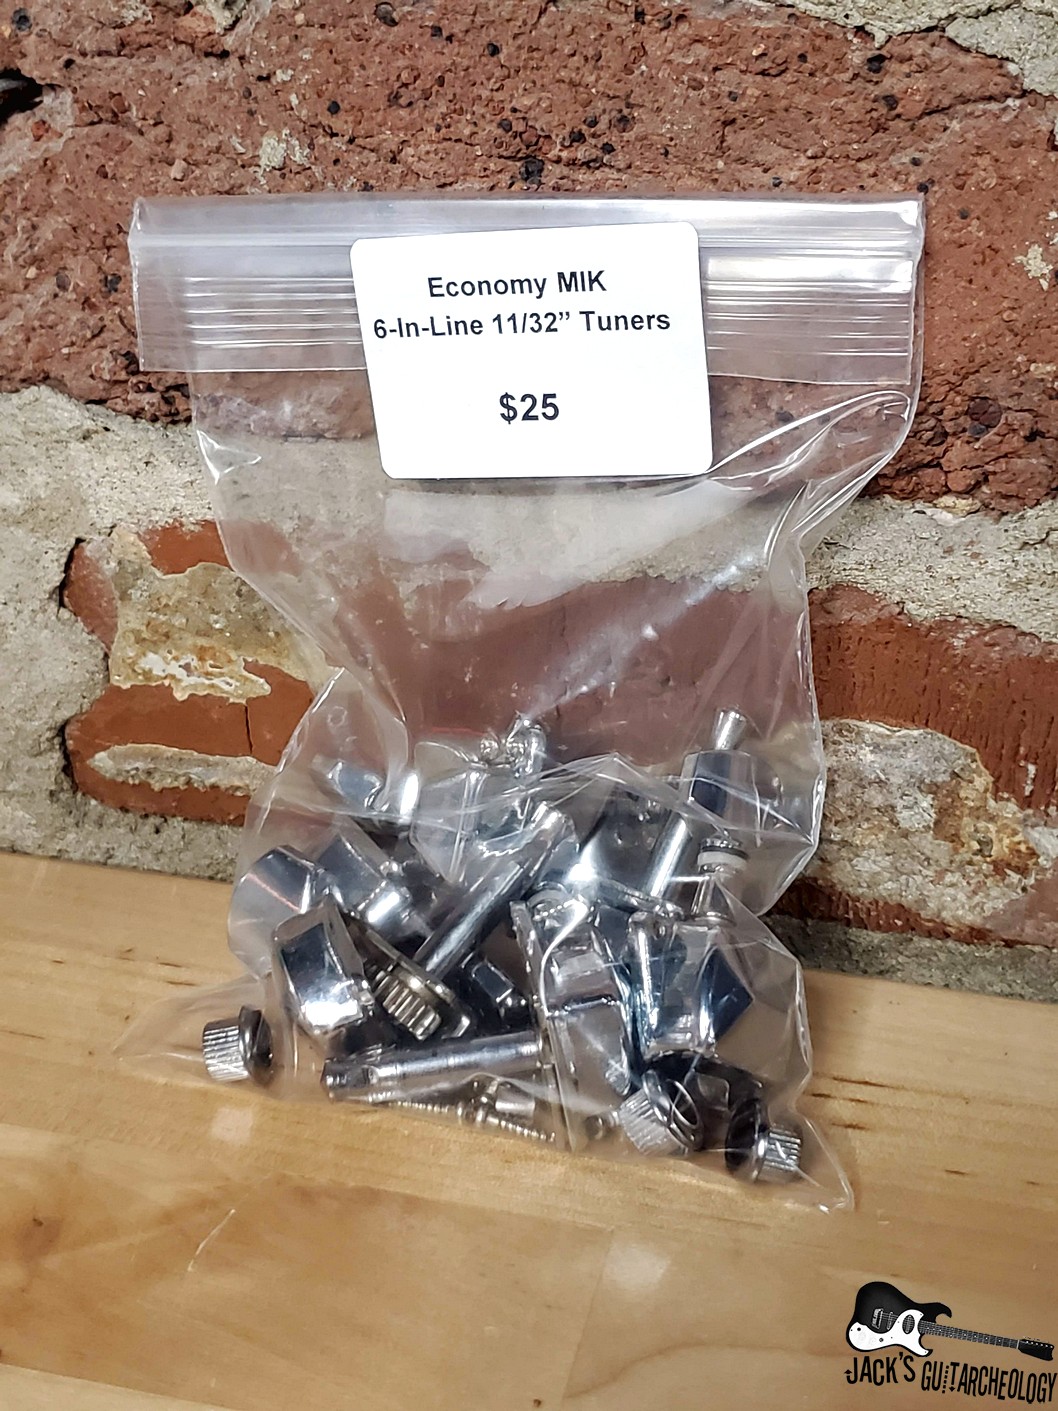 Economy MIK
6-In-Line 11/32” Tuners
$25
JACK'S GUITARCHEOLOGY